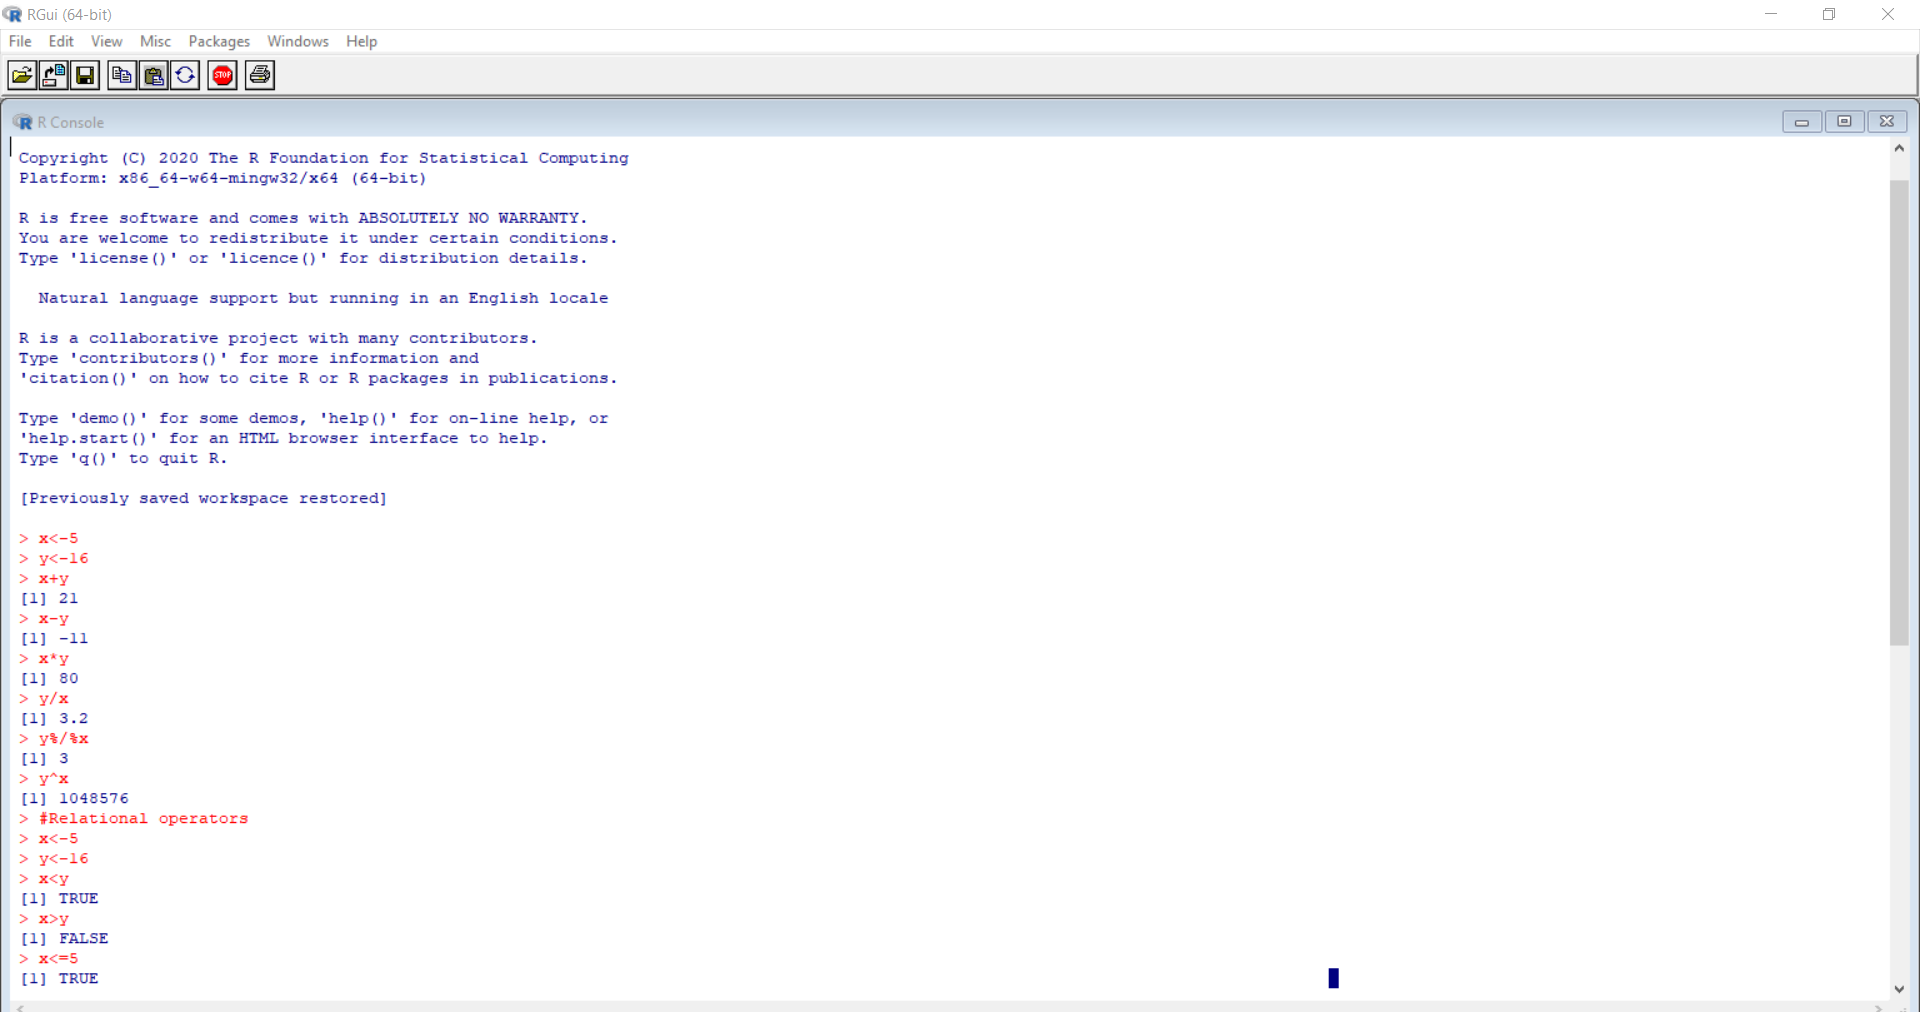 RGui (64-bit)
File Edit View Misc Packages Windows Help
STOP
R Console
Copyright (C) 2020 The R Foundation for Statistical Computing
Platform: x86_64-w64-mingw32/x64 (64-bit)
R is free software and comes with ABSOLUTELY NO WARRANTY.
You are welcome to redistribute it under certain conditions.
Type 'license()' or 'licence()' for distribution details.
Natural language support but running in an English locale
R is a collaborative project with many contributors.
Type 'contributors()' for more information and
'citation()' on how to cite R or R packages in publications.
Type 'demo()' for some demos, 'help()' for on-line help, or
'help.start()' for an HTML browser interface to help.
Type 'q()' to quit R.
[Previously saved workspace restored]
> x<-5
> y<-16
> x+y
[1] 21
> x-y
[1] -11
> x*y
[1] 80
> y/x
[1] 3.2
> y%/%x
[1] 3
> y^x
[1] 1048576
> #Relational operators
> x<-5
> y<-16
> x<y
[1] TRUE
> x>y
[1] FALSE
> x<=5
[1] TRUE